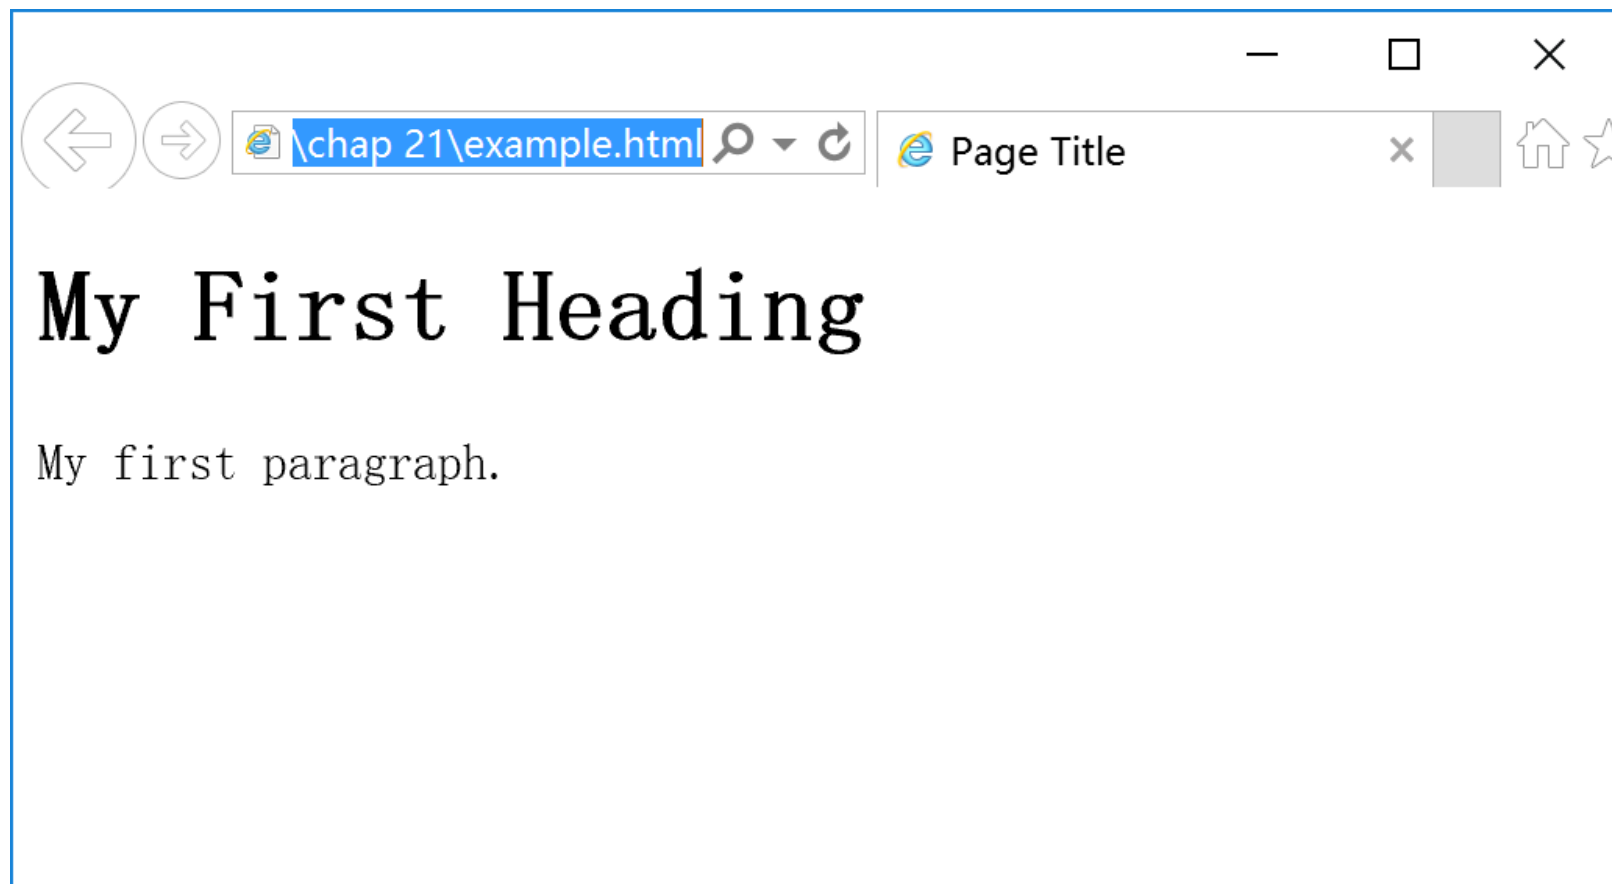 \chap 21\example.html
Page Title
My First Heading
My first paragraph.